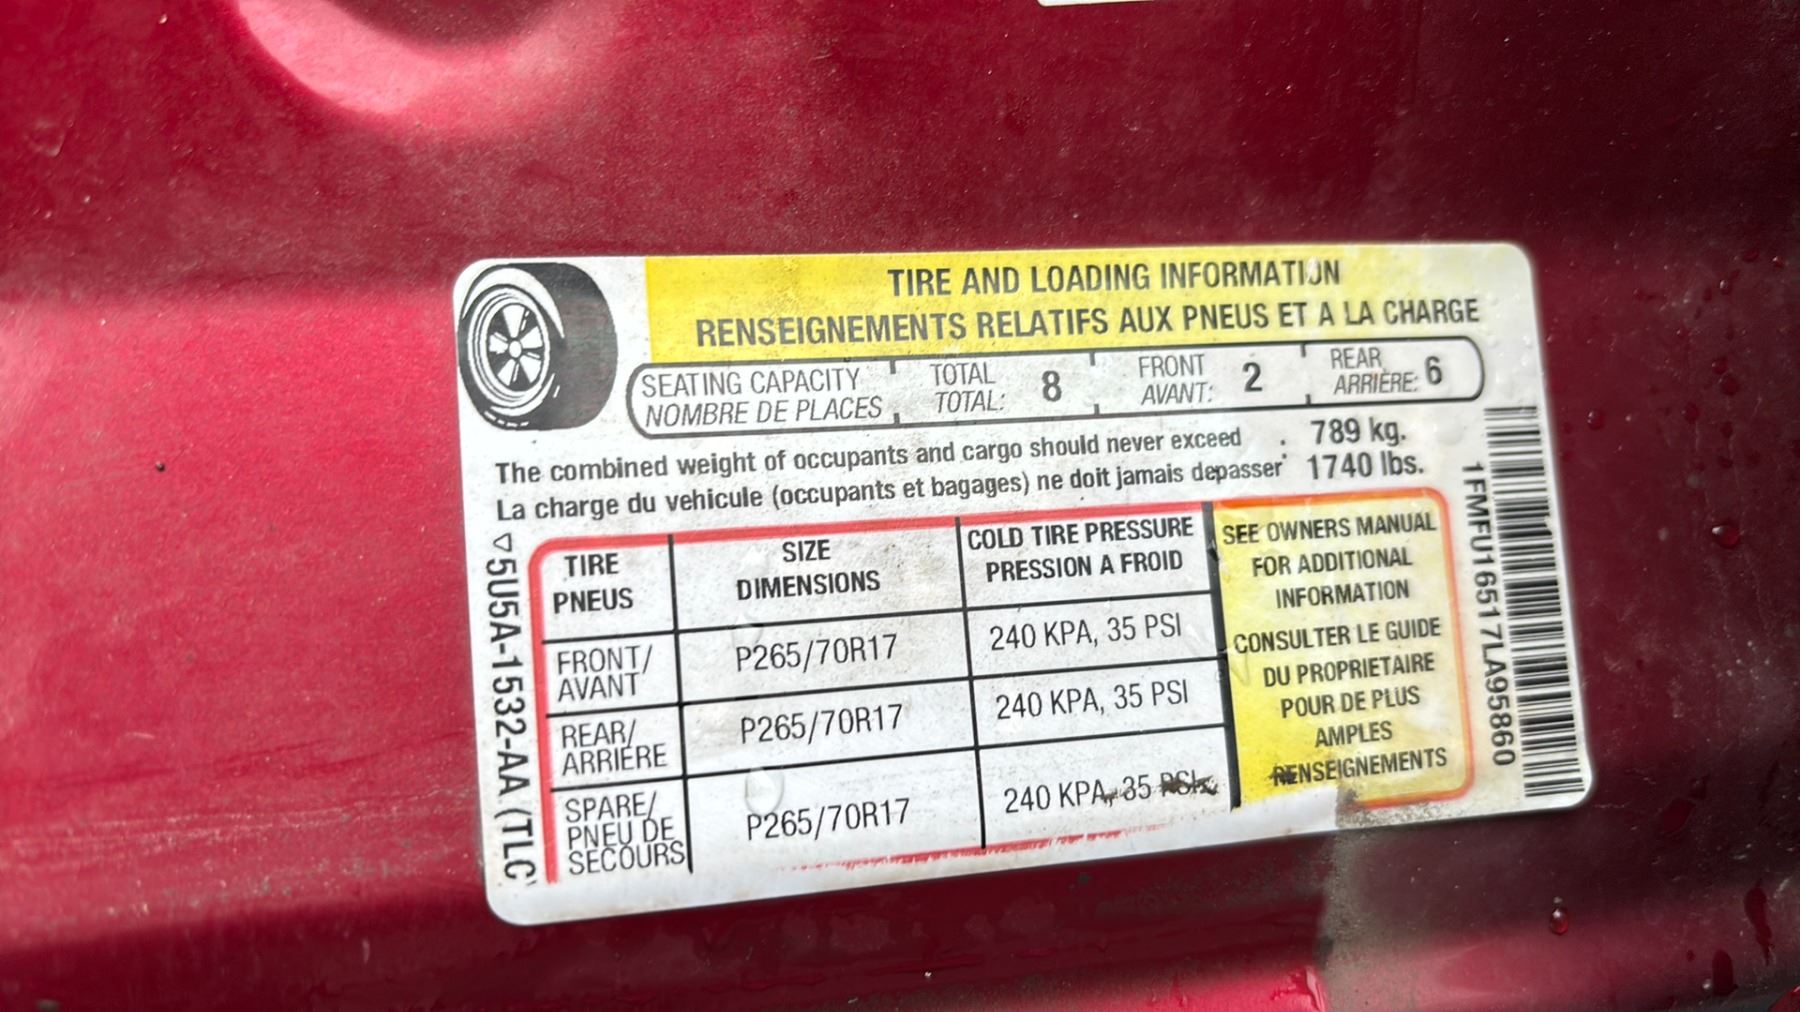 TIRE AND LOADING INFORMATION
RENSEIGNEMENTS RELATIFS AUX PNEUS ET A LA CHARGE
SEATING CAPACITY TOTAL 8 FRONT 2 REAR 6
NOMBRE DE PLACES TOTAL: AVANT: ARRIÈRE:
The combined weight of occupants and cargo should never exceed . 789 kg.
La charge du vehicule (occupants et bagages) ne doit jamais depasser 1740 lbs.
TIRE SIZE COLD TIRE PRESSURE
PNEUS DIMENSIONS PRESSION A FROID
FRONT/ P265/70R17 240 KPA, 35 PSI
AVANT
REAR/ P265/70R17 240 KPA, 35 PSI
ARRIERE
SPARE/ P265/70R17 240 KPA, 35 PSI
PNEU DE
SECOURS
SEE OWNERS MANUAL
FOR ADDITIONAL
INFORMATION
CONSULTER LE GUIDE
DU PROPRIETAIRE
POUR DE PLUS
AMPLES
RENSEIGNEMENTS
5U5A-1532-AA (TLC
1FMFU16517LA95860